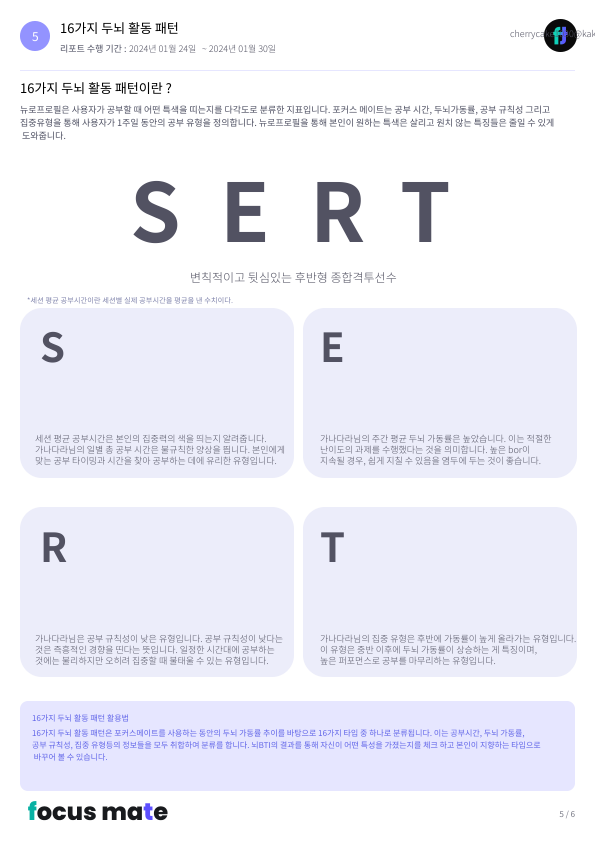 5
16가지 두뇌 활동 패턴
리포트 수행 기간 : 2024년 01월 24일 ~ 2024년 01월 30일
16가지 두뇌 활동 패턴이란 ?
뉴로프로필은 사용자가 공부할 때 어떤 특색을 띠는지를 다각도로 분류한 지표입니다. 포커스 메이트는 공부 시간, 두뇌가동률, 공부 규칙성 그리고
집중유형을 통해 사용자가 1주일 동안의 공부 유형을 정의합니다. 뉴로프로필을 통해 본인이 원하는 특색은 살리고 원치 않는 특징들은 줄일 수 있게
도와줍니다.
S E R T
변칙적이고 뒷심있는 후반형 종합격투선수
*세션 평균 공부시간이란 세션별 실제 공부시간을 평균을 낸 수치이다.
S
세션 평균 공부시간은 본인의 집중력의 색을 띄는지 알려줍니다.
가나다라님의 일별 총 공부 시간은 불규칙한 양상을 띕니다. 본인에게
맞는 공부 타이밍과 시간을 찾아 공부하는 데에 유리한 유형입니다.
E
가나다라님의 주간 평균 두뇌 가동률은 높았습니다. 이는 적절한
난이도의 과제를 수행했다는 것을 의미합니다. 높은 bor이
지속될 경우, 쉽게 지칠 수 있음을 염두에 두는 것이 좋습니다.
R
가나다라님은 공부 규칙성이 낮은 유형입니다. 공부 규칙성이 낮다는
것은 즉흥적인 경향을 띤다는 뜻입니다. 일정한 시간대에 공부하는
것에는 불리하지만 오히려 집중할 때 불태울 수 있는 유형입니다.
T
가나다라님의 집중 유형은 후반에 가동률이 높게 올라가는 유형입니다.
이 유형은 중반 이후에 두뇌 가동률이 상승하는 게 특징이며,
높은 퍼포먼스로 공부를 마무리하는 유형입니다.
16가지 두뇌 활동 패턴 활용법
16가지 두뇌 활동 패턴은 포커스메이트를 사용하는 동안의 두뇌 가동률 추이를 바탕으로 16가지 타입 중 하나로 분류됩니다. 이는 공부시간, 두뇌 가동률,
공부 규칙성, 집중 유형등의 정보들을 모두 취합하여 분류를 합니다. 뇌BTI의 결과를 통해 자신이 어떤 특성을 가졌는지를 체크 하고 본인이 지향하는 타입으로
바꾸어 볼 수 있습니다.
focus mate
5 / 6